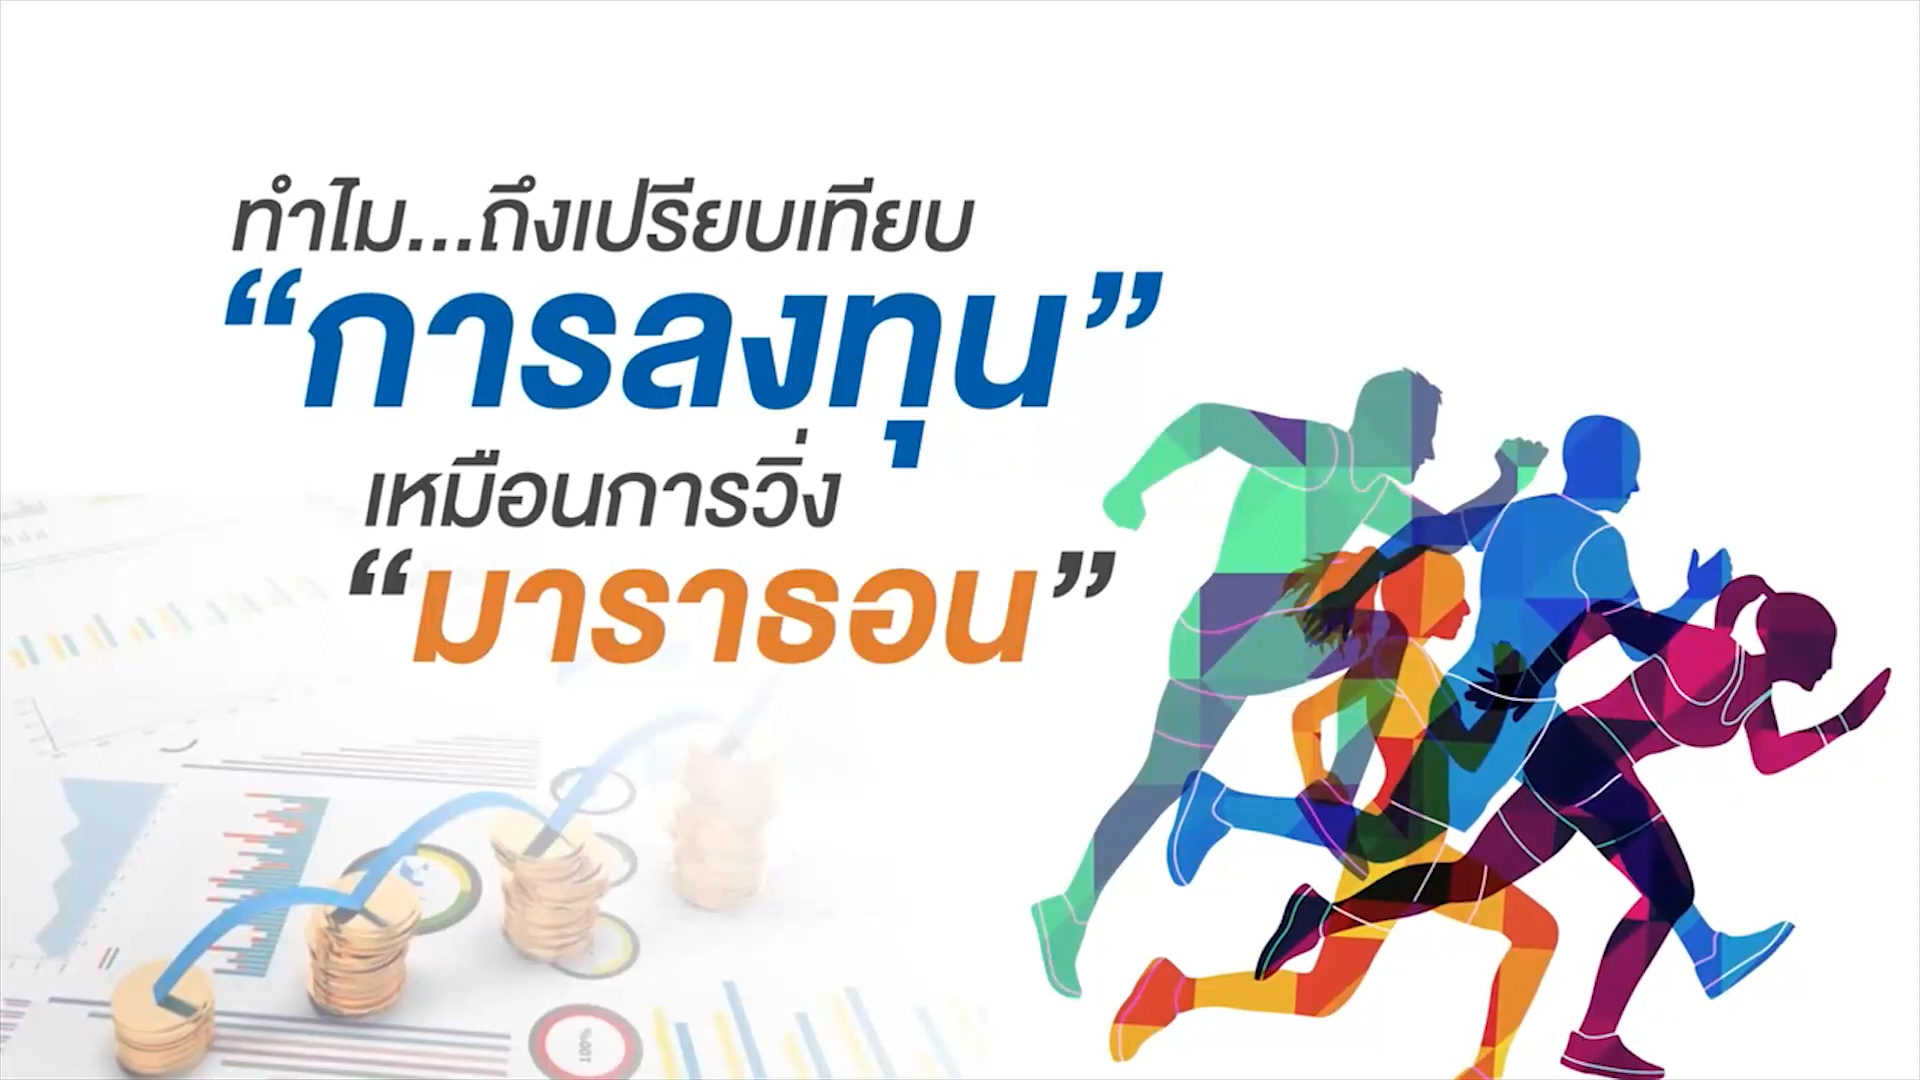 ทำไม...ถึงเปรียบเทียบ
“การลงทุน”
เหมือนการวิ่ง
“มาราธอน”
100%